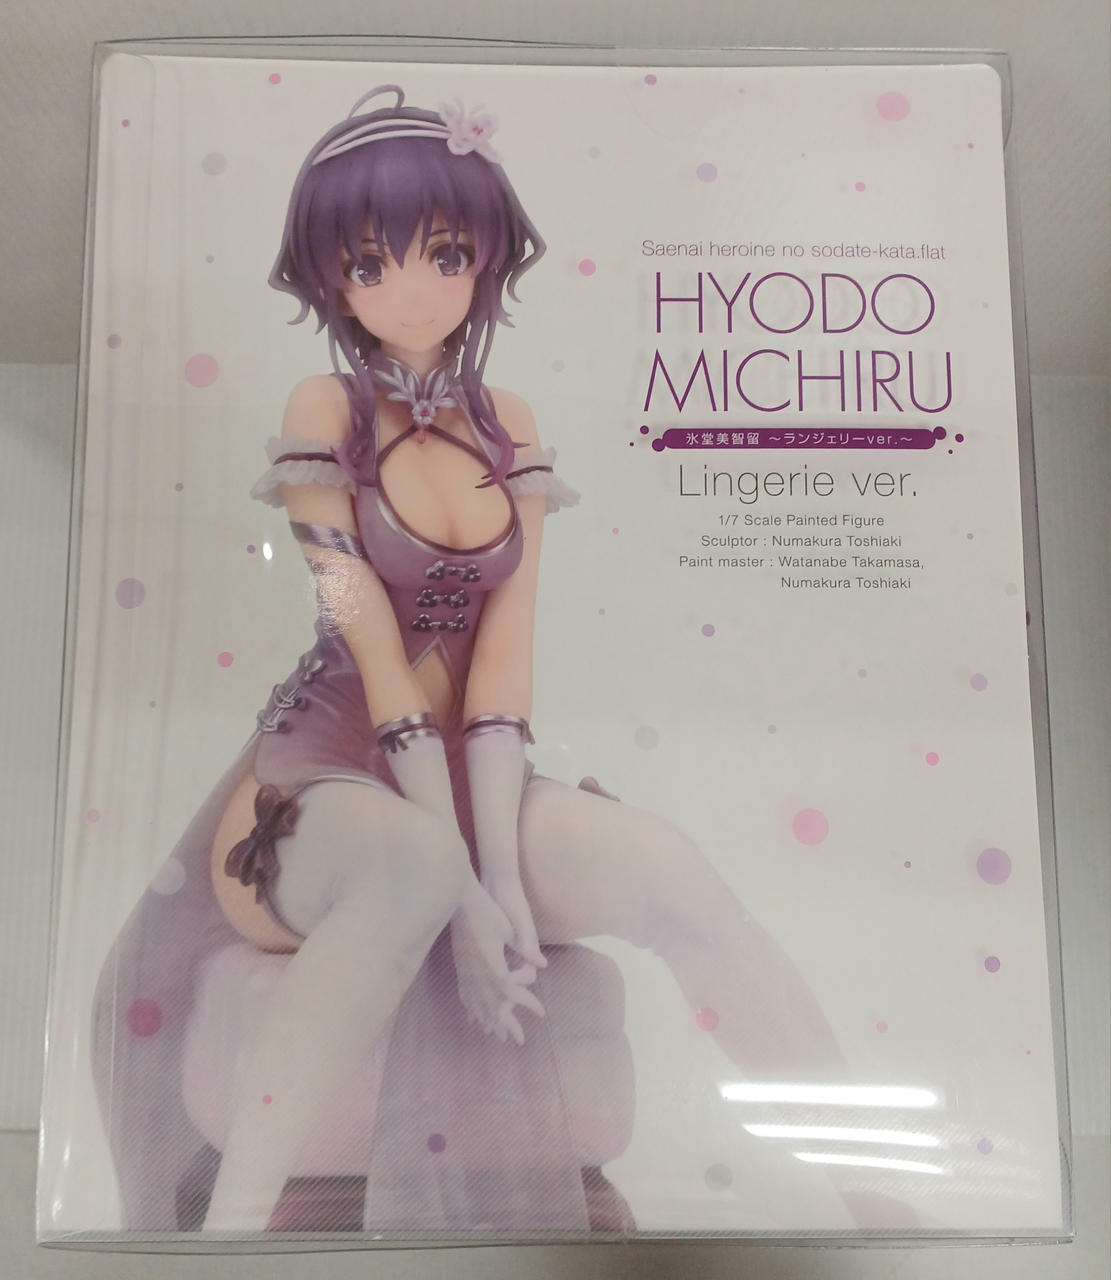 Saenai heroine no sodate-kata.flat
HYODO
MICHIRU
氷堂美智留 ～ランジェリーver.～
Lingerie ver.
1/7 Scale Painted Figure
Sculptor : Numakura Toshiaki
Paint master : Watanabe Takamasa,
Numakura Toshiaki